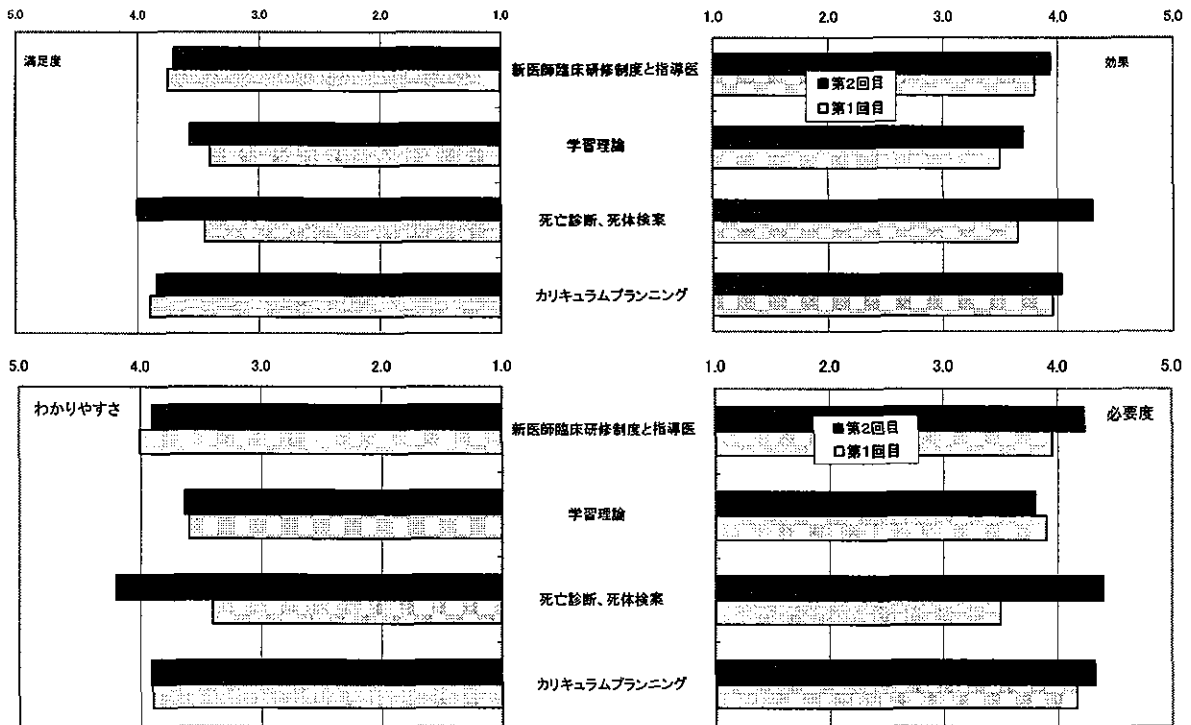 5.0 4.0 3.0 2.0 1.0
1.0 2.0 3.0 4.0 5.0
満足度
効果
新医師臨床研修制度と指導医
■第2回目
□第1回目
学習理論
死亡診断、死体検案
カリキュラムプランニング
5.0 4.0 3.0 2.0 1.0
1.0 2.0 3.0 4.0 5.0
わかりやすさ
必要度
新医師臨床研修制度と指導医
■第2回目
□第1回目
学習理論
死亡診断、死体検案
カリキュラムプランニング